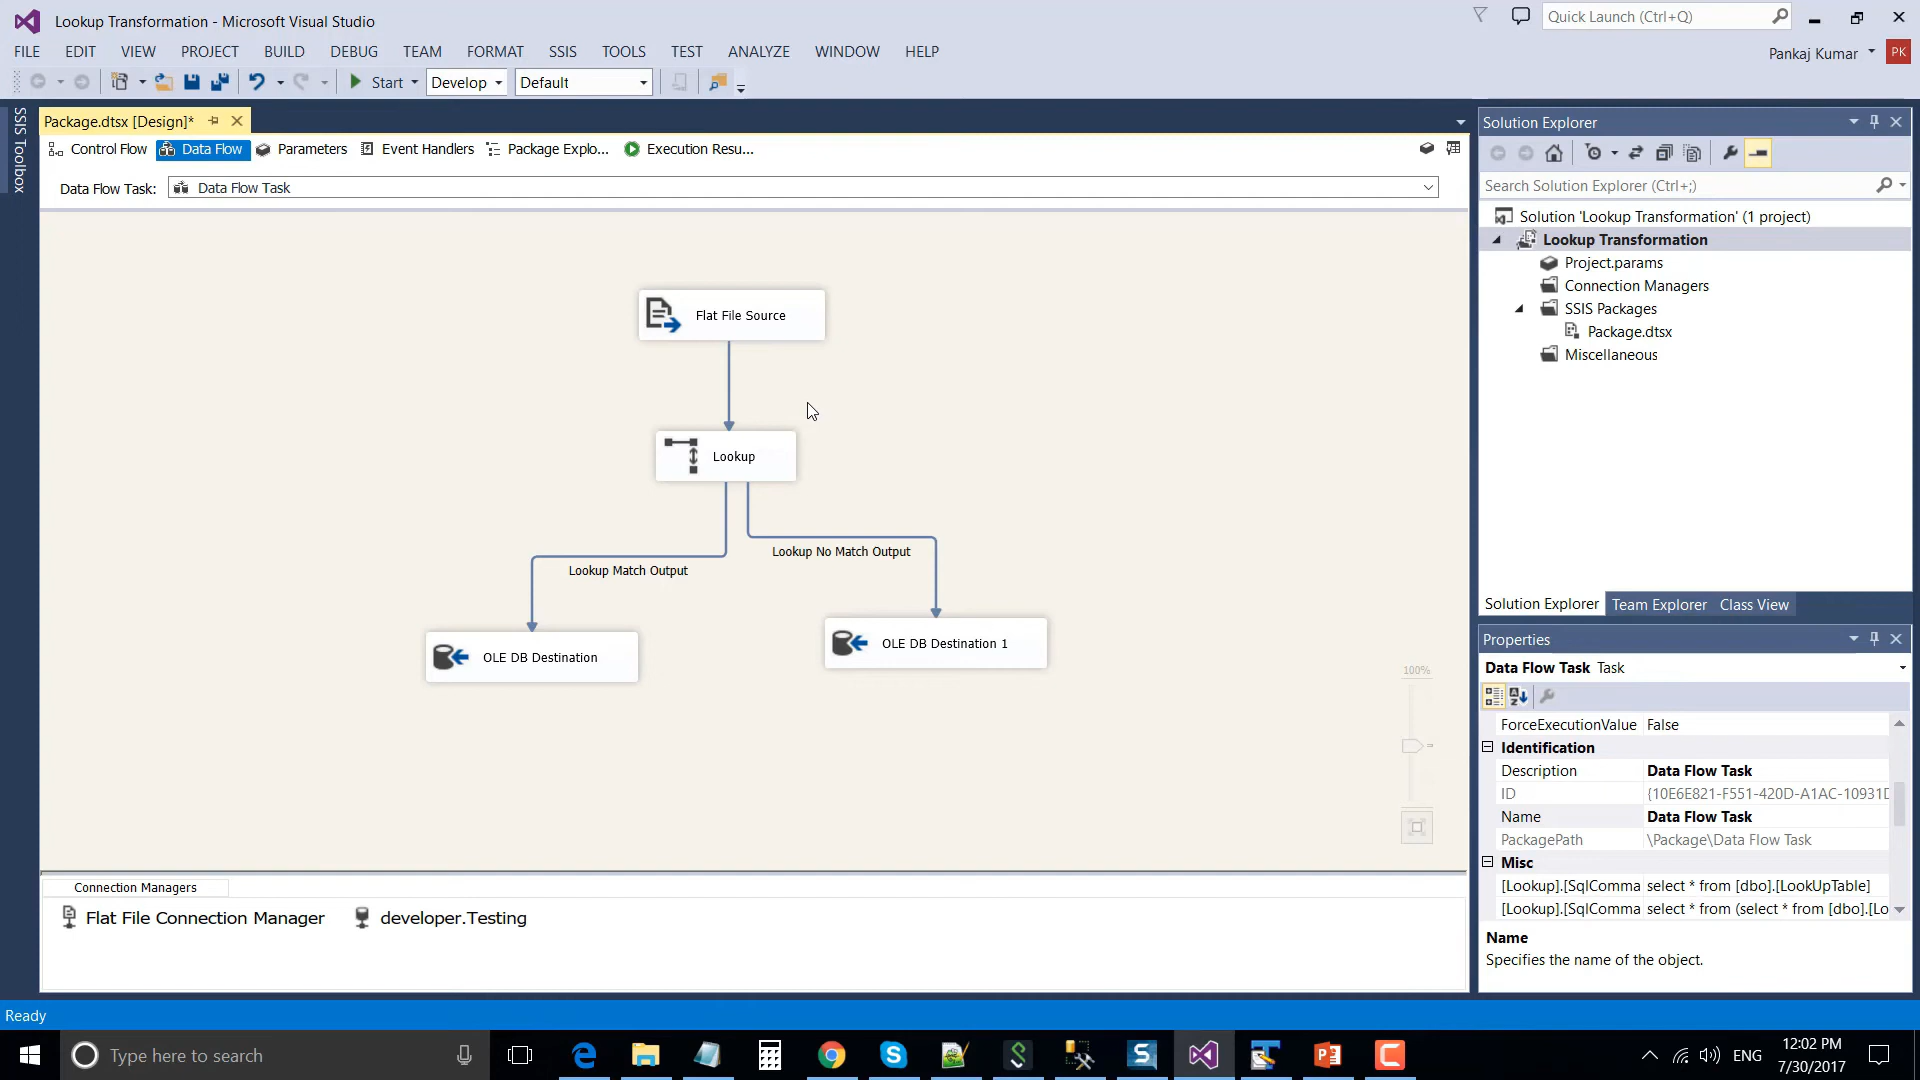 Lookup Transformation - Microsoft Visual Studio
Quick Launch (Ctrl+Q)
FILE EDIT VIEW PROJECT BUILD DEBUG TEAM FORMAT SSIS TOOLS TEST ANALYZE WINDOW HELP
Pankaj Kumar PK
Start Develop Default
SSIS Toolbox
Package.dtsx [Design]*
Control Flow Data Flow Parameters Event Handlers Package Explo... Execution Resu...
Data Flow Task: Data Flow Task
Flat File Source
Lookup
Lookup No Match Output
Lookup Match Output
OLE DB Destination 1
OLE DB Destination
100%
Connection Managers
Flat File Connection Manager developer.Testing
Solution Explorer
Search Solution Explorer (Ctrl+;)
Solution 'Lookup Transformation' (1 project)
Lookup Transformation
Project.params
Connection Managers
SSIS Packages
Package.dtsx
Miscellaneous
Solution Explorer Team Explorer Class View
Properties
Data Flow Task Task
ForceExecutionValue False
Identification
Description Data Flow Task
ID {10E6E821-F551-420D-A1AC-10931D
Name Data Flow Task
PackagePath \Package\Data Flow Task
Misc
[Lookup].[SqlComma select * from [dbo].[LookUpTable]
[Lookup].[SqlComma select * from (select * from [dbo].[Lo
Name
Specifies the name of the object.
Ready
Type here to search
ENG
12:02 PM
7/30/2017